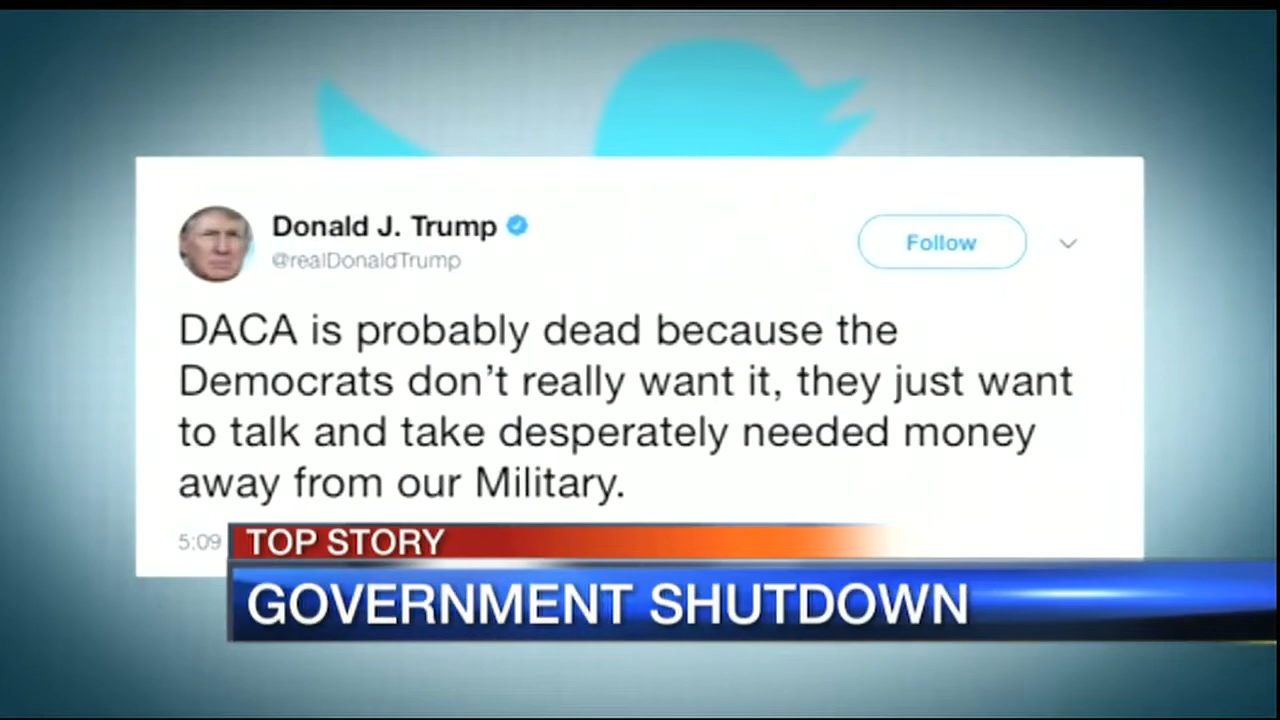 Donald J. Trump
@realDonaldTrump
Follow
DACA is probably dead because the
Democrats don't really want it, they just want
to talk and take desperately needed money
away from our Military.
5:09
TOP STORY
GOVERNMENT SHUTDOWN